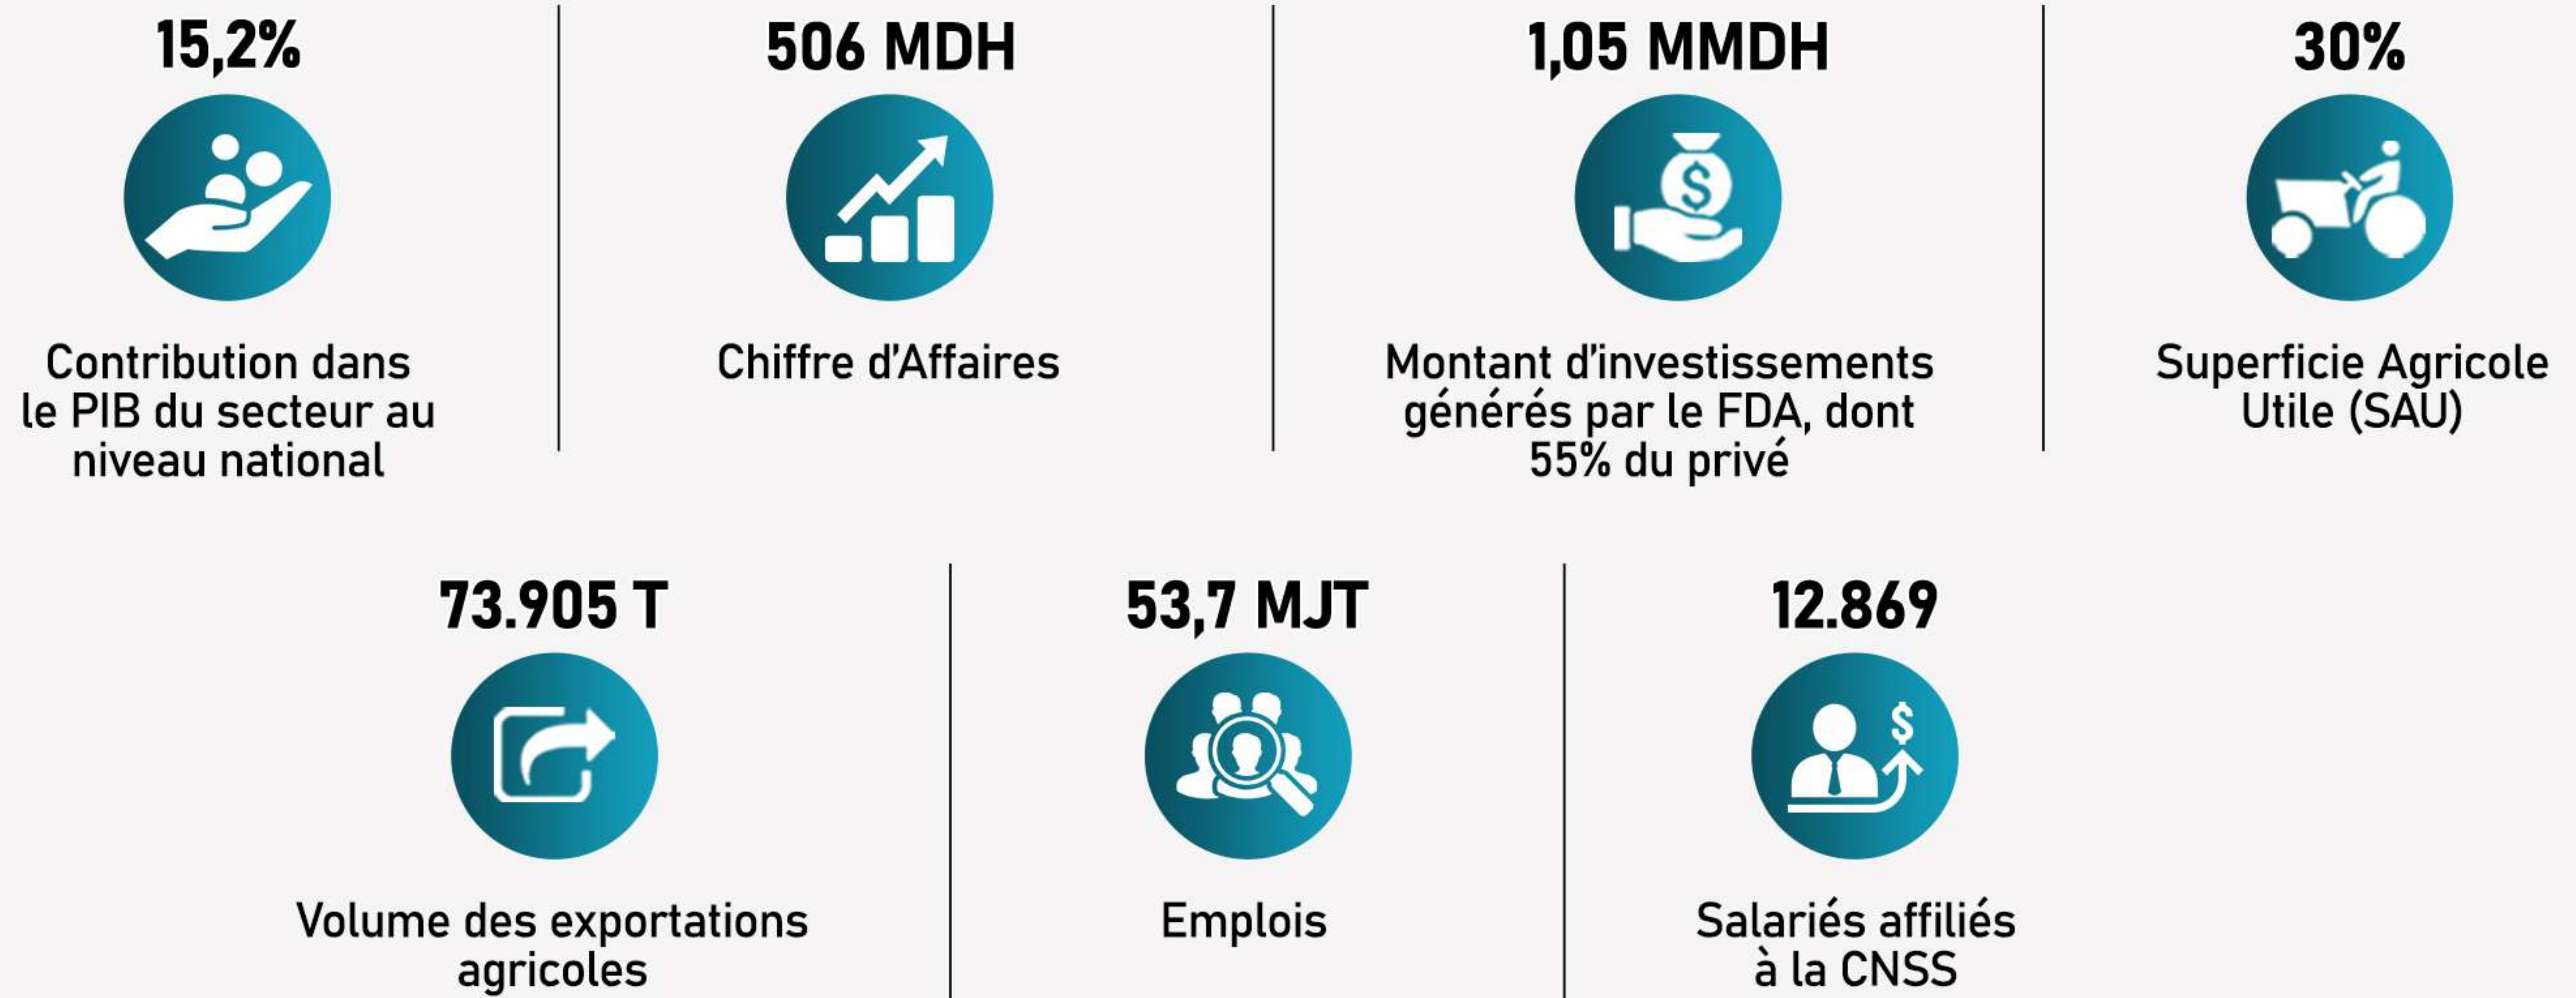 15,2%
Contribution dans
le PIB du secteur au
niveau national
506 MDH
Chiffre d'Affaires
1,05 MMDH
$
Montant d'investissements
générés par le FDA, dont
55% du privé
30%
Superficie Agricole
Utile (SAU)
73.905 T
Volume des exportations
agricoles
53,7 MJT
Emplois
12.869
$
Salariés affiliés
à la CNSS